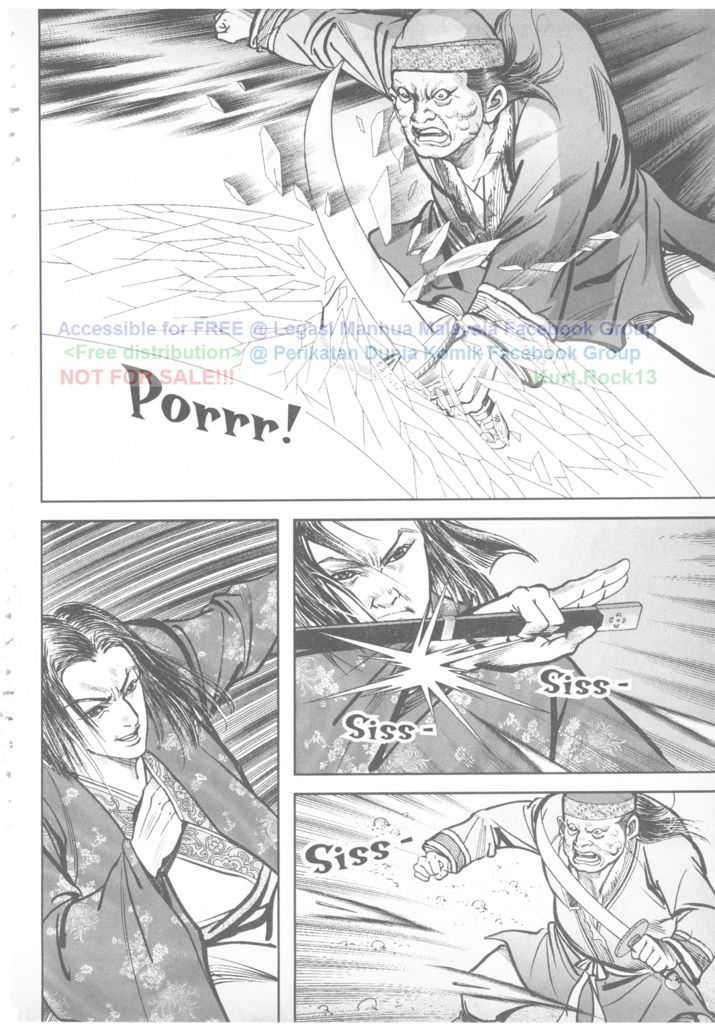 Accessible for FREE @ Legasi Manhua Malaysia Facebook Group
<Free distribution> @ Perikatan Dunia Komik Facebook Group
NOT FOR SALE!!! Kurt.Rock13
Porrr!
Siss-
Siss-
Siss-